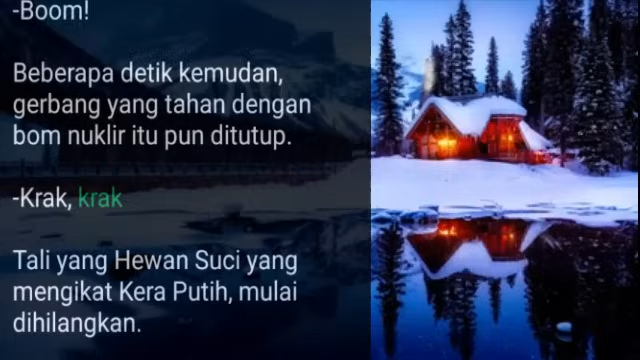 -Boom!
Beberapa detik kemudan,
gerbang yang tahan dengan
bom nuklir itu pun ditutup.
-Krak, krak
Tali yang Hewan Suci yang
mengikat Kera Putih, mulai
dihilangkan.